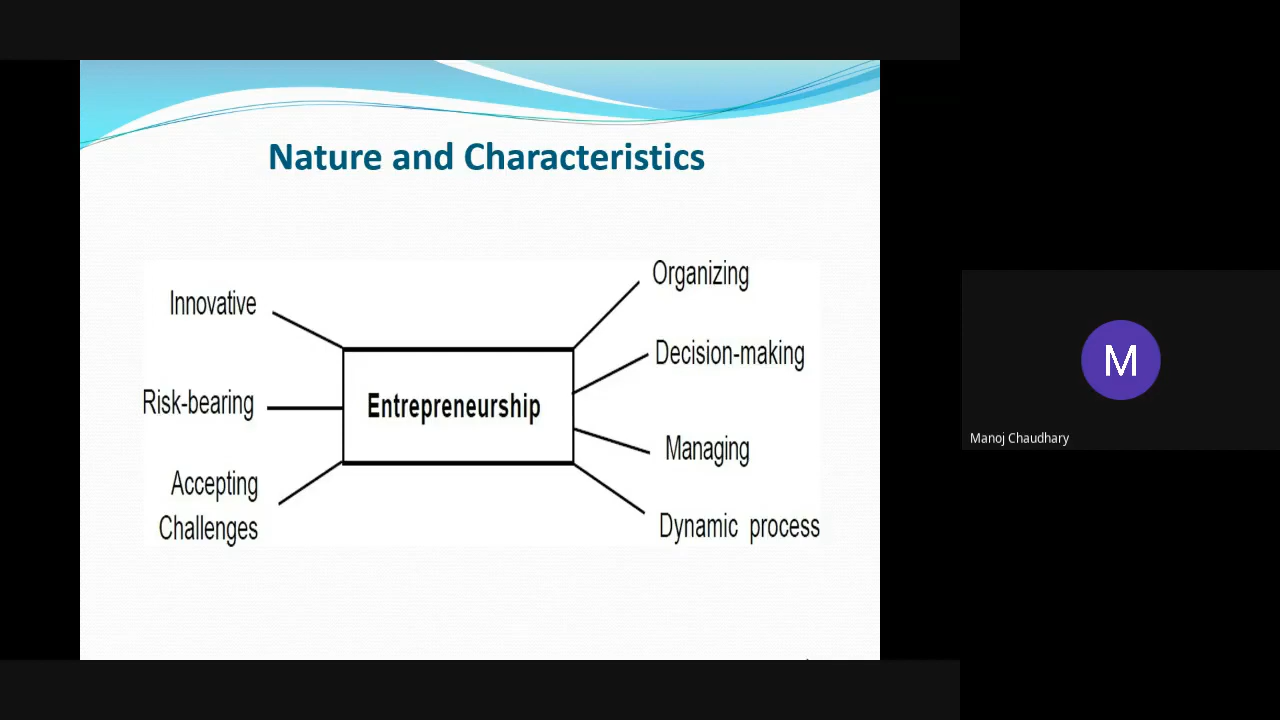 Nature and Characteristics
Innovative
Risk-bearing
Accepting
Challenges
Entrepreneurship
Organizing
Decision-making
Managing
Dynamic process
M
Manoj Chaudhary